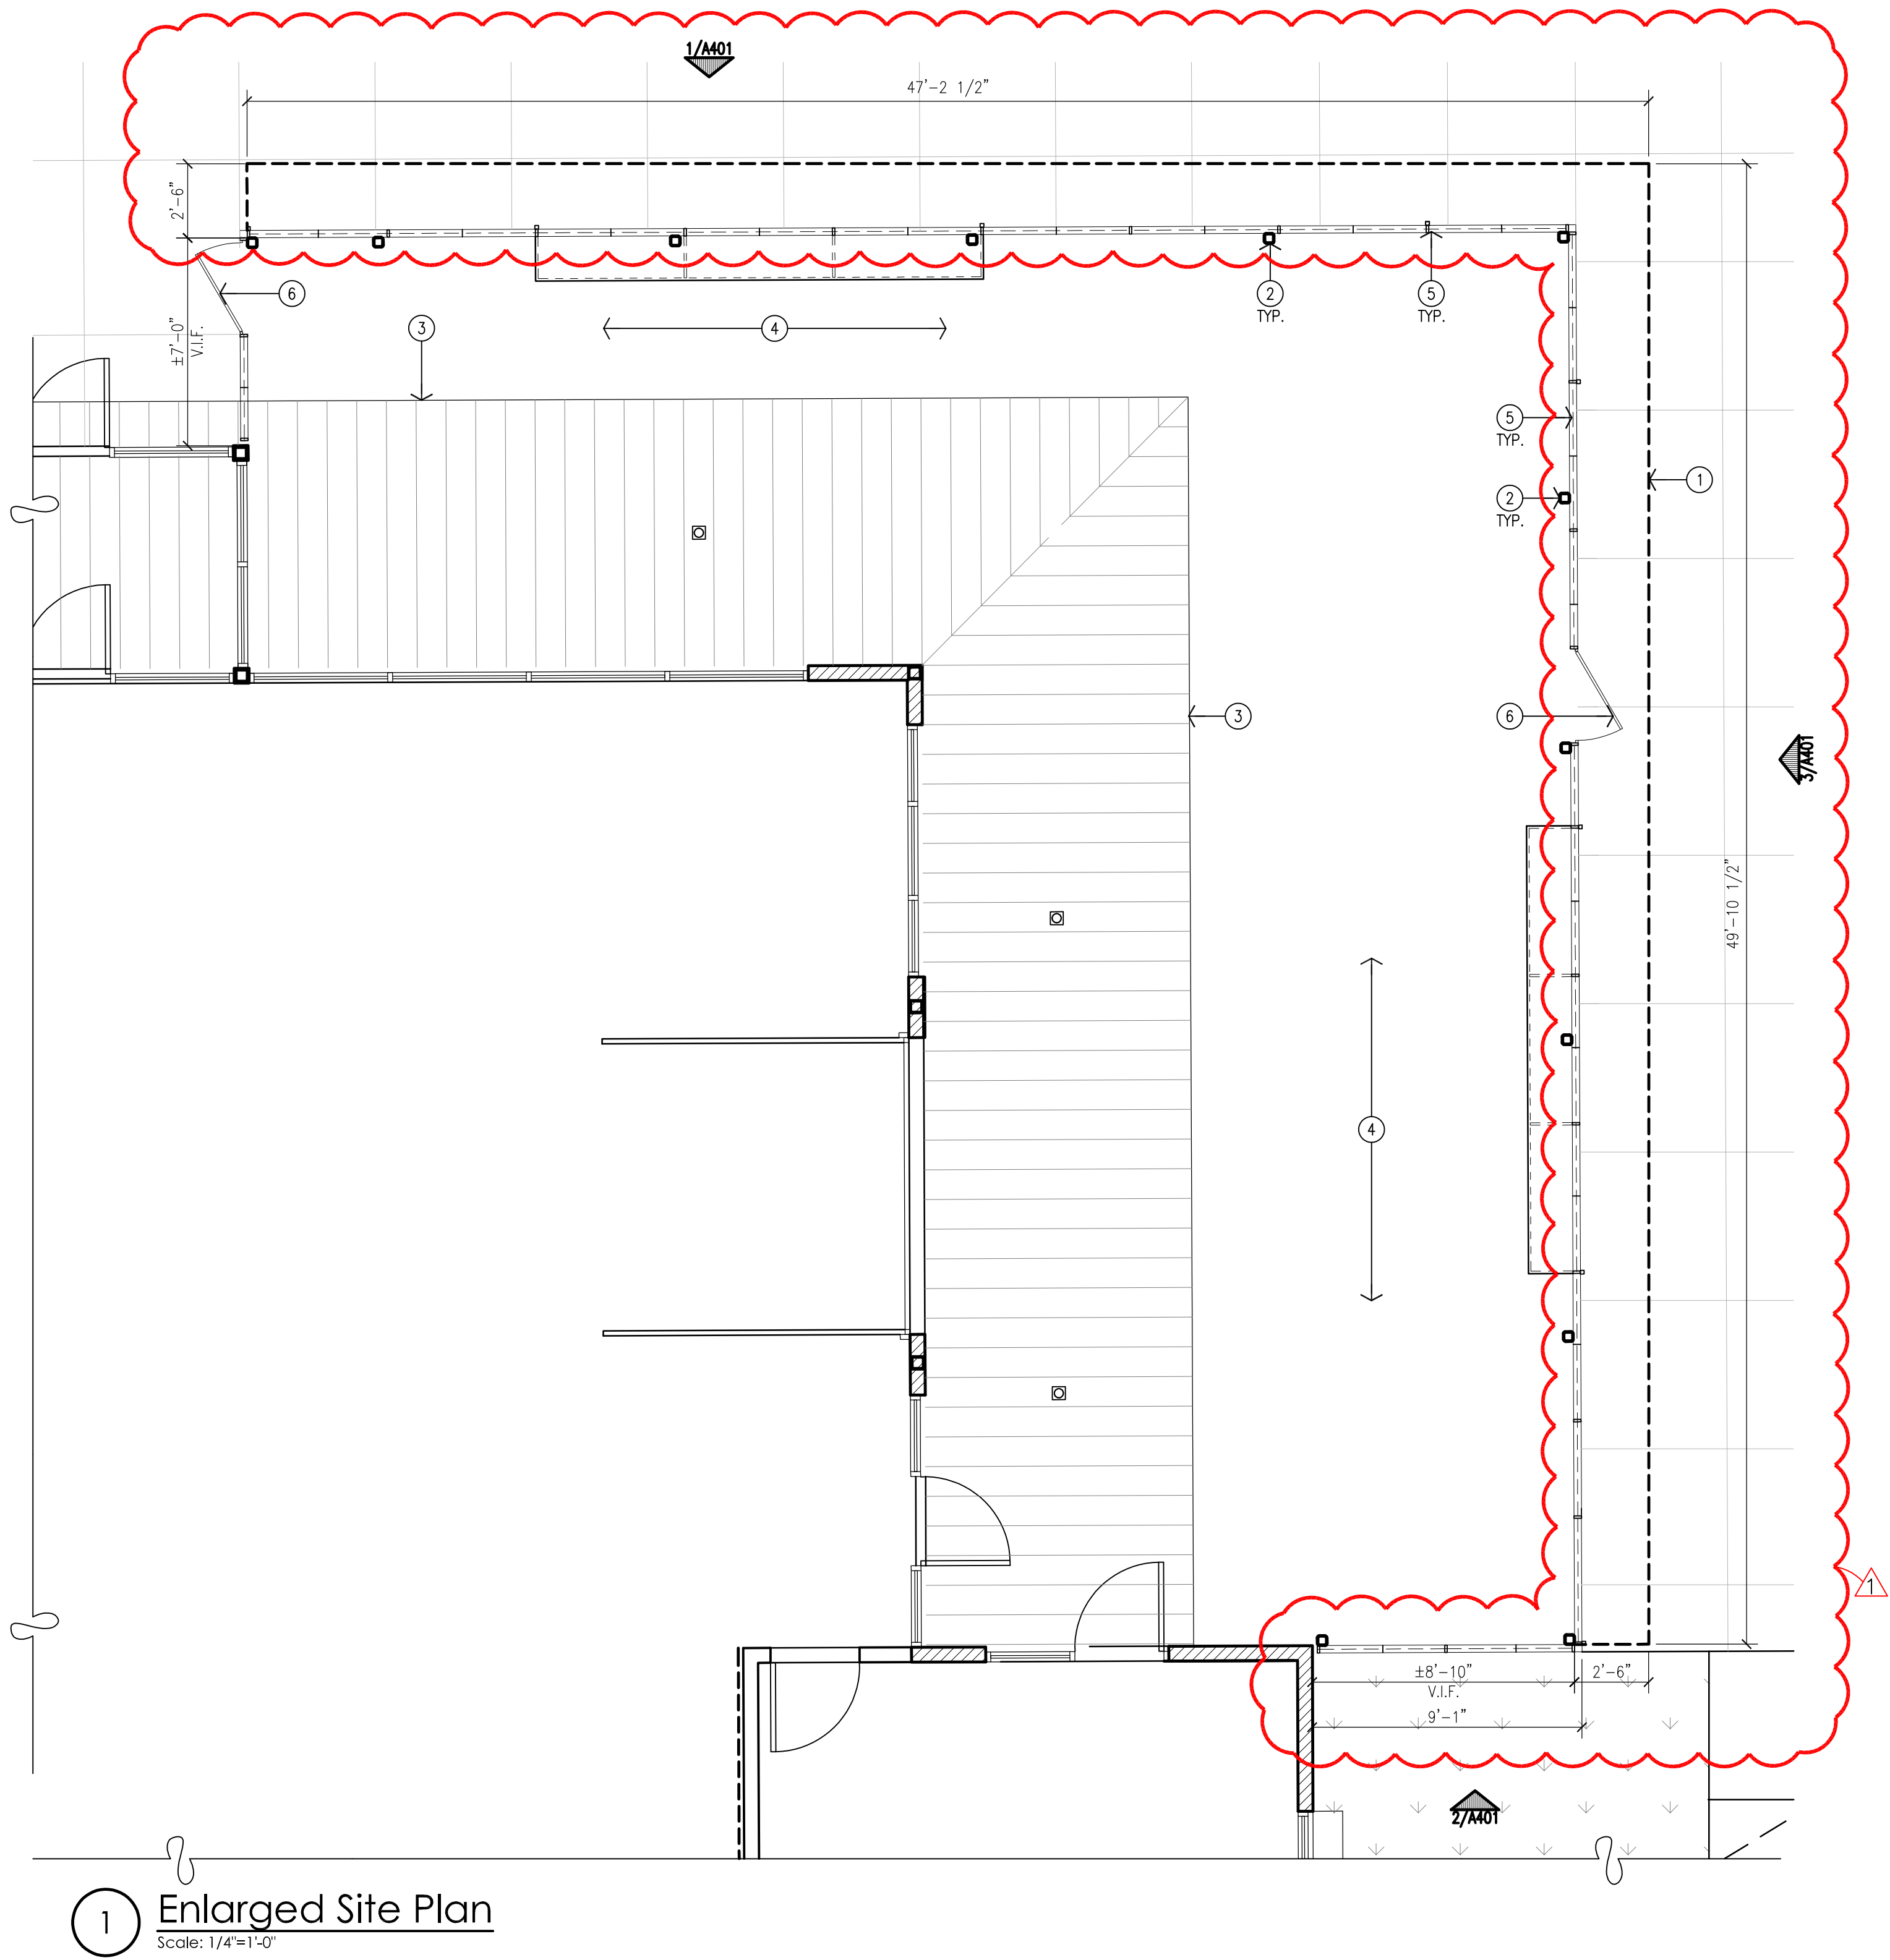 1/A401
47'-2 1/2"
2'-6"
6
±7'-0"
V.I.F.
3
4
2
TYP.
5
TYP.
5
TYP.
1
2
TYP.
3
6
3/A401
49'-10 1/2"
4
1
±8'-10"
V.I.F.
2'-6"
9'-1"
2/A401
1
Enlarged Site Plan
Scale: 1/4"=1'-0"